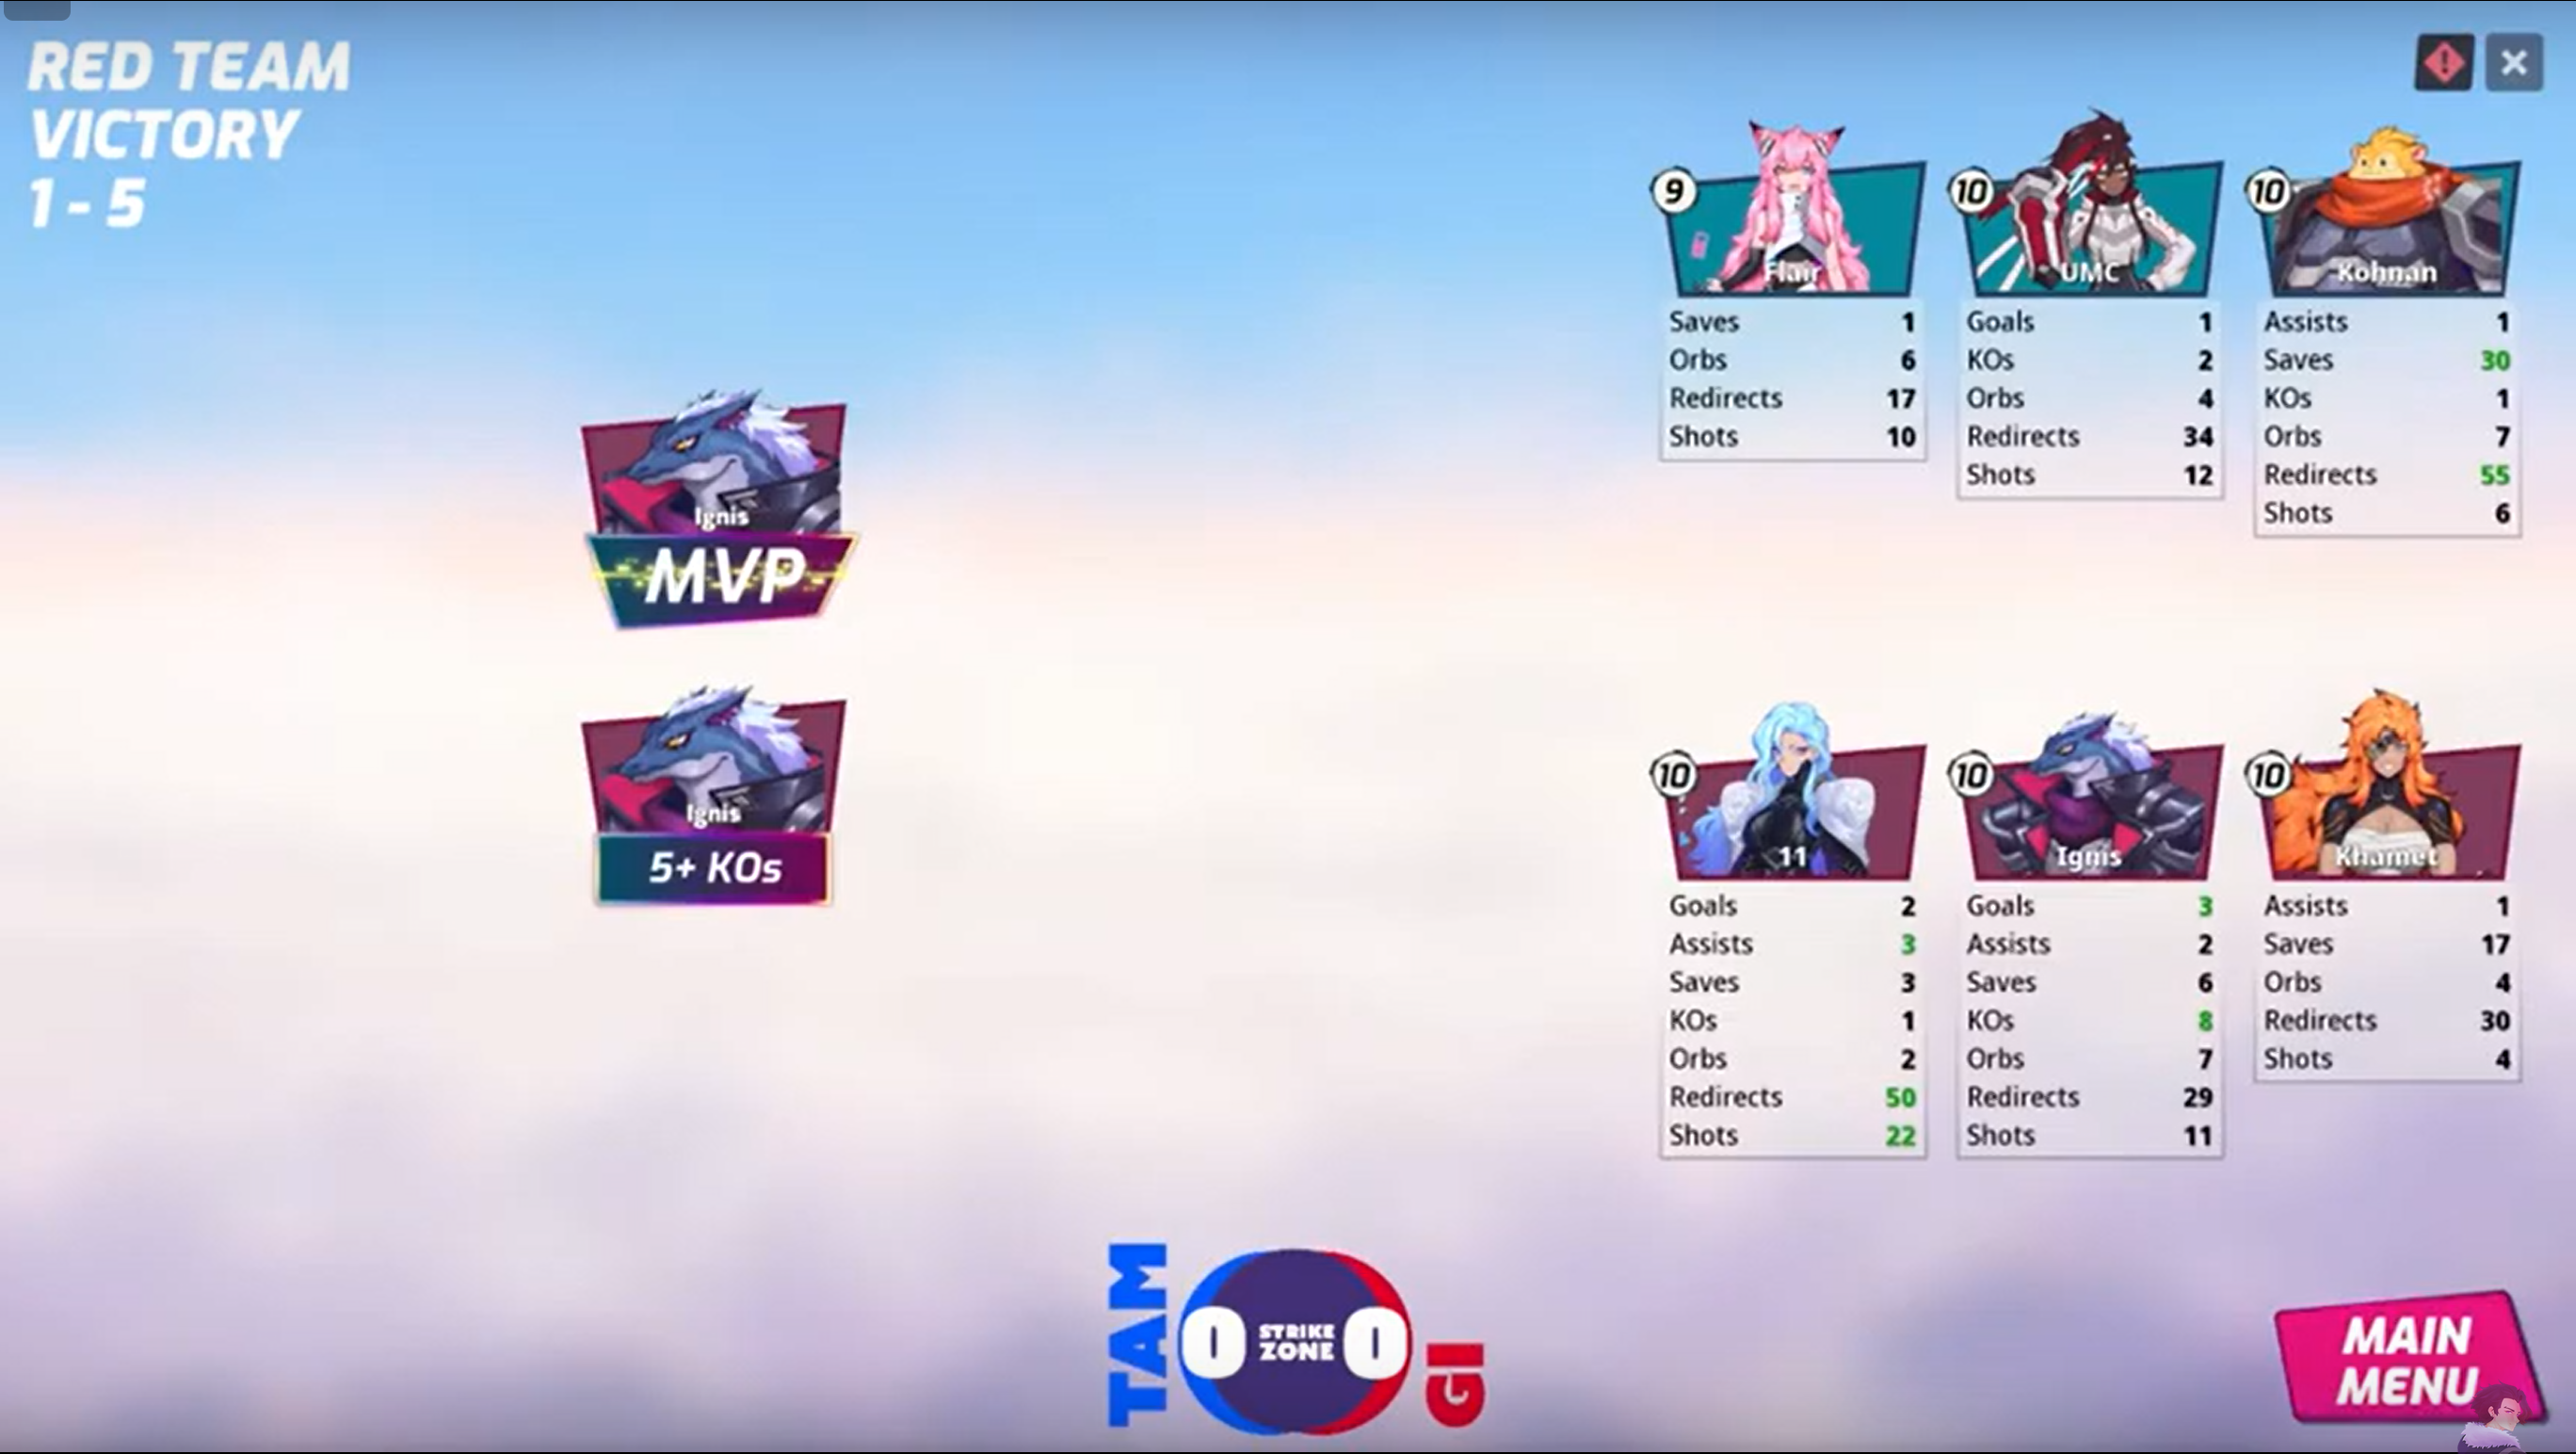 RED TEAM
VICTORY
1 - 5
Ignis
MVP
Ignis
5+ KOs
9
Flair
Saves 1
Orbs 6
Redirects 17
Shots 10
10
UMC
Goals 1
KOs 2
Orbs 4
Redirects 34
Shots 12
10
Kohnan
Assists 1
Saves 30
KOs 1
Orbs 7
Redirects 55
Shots 6
10
11
Goals 2
Assists 3
Saves 3
KOs 1
Orbs 2
Redirects 50
Shots 22
10
Ignis
Goals 3
Assists 2
Saves 6
KOs 8
Orbs 7
Redirects 29
Shots 11
10
Khamet
Assists 1
Saves 17
Orbs 4
Redirects 30
Shots 4
TAM
0
STRIKE
ZONE
0
GI
MAIN
MENU